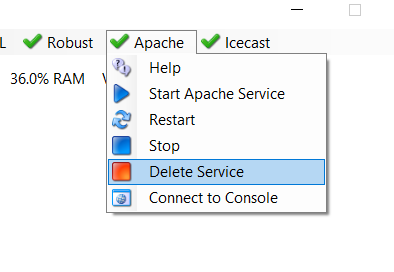 L Robust Apache Icecast
36.0% RAM V
Help
Start Apache Service
Restart
Stop
Delete Service
Connect to Console